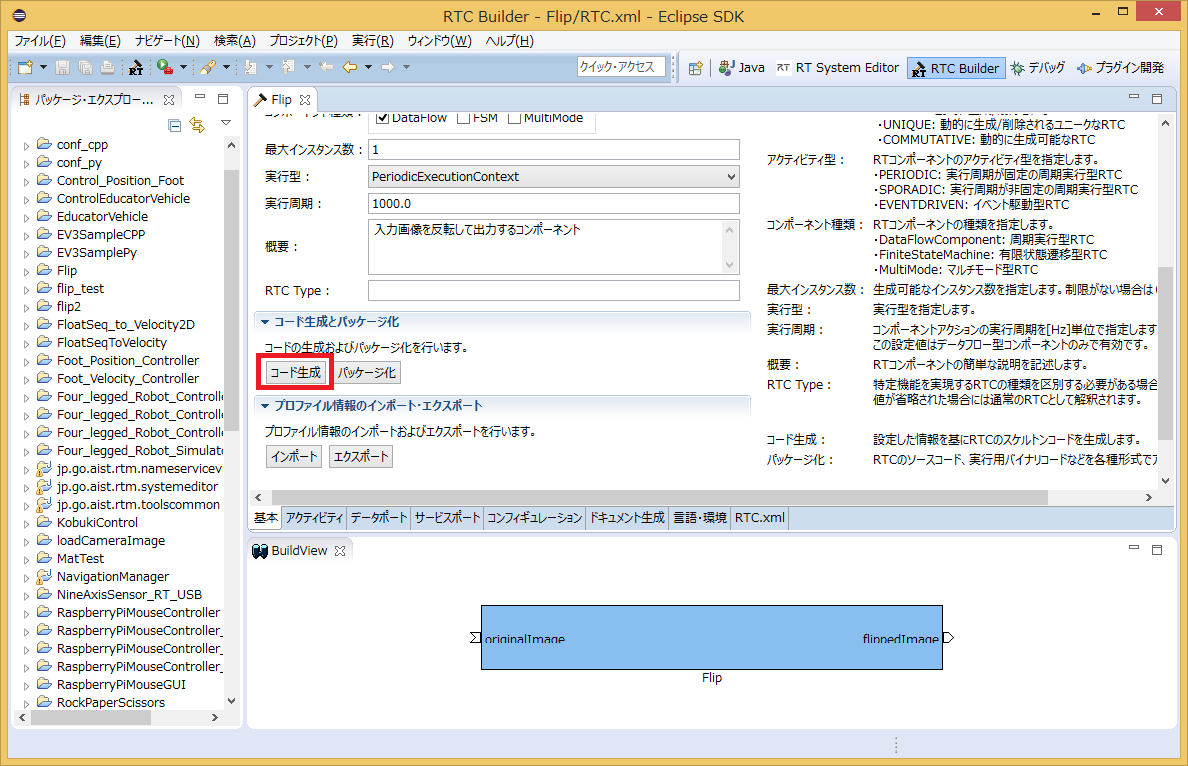 RTC Builder - Flip/RTC.xml - Eclipse SDK
ファイル(F) 編集(E) ナビゲート(N) 検索(A) プロジェクト(P) 実行(R) ウィンドウ(W) ヘルプ(H)
クイック・アクセス Java RT System Editor RTC Builder デバッグ プラグイン開発
パッケージ・エクスプロー...
conf_cpp
conf_py
Control_Position_Foot
ControlEducatorVehicle
EducatorVehicle
EV3SampleCPP
EV3SamplePy
Flip
flip_test
flip2
FloatSeq_to_Velocity2D
FloatSeqToVelocity
Foot_Position_Controller
Foot_Velocity_Controller
Four_legged_Robot_Controlle
Four_legged_Robot_Controlle
Four_legged_Robot_Simulato
jp.go.aist.rtm.nameservicev
jp.go.aist.rtm.systemeditor
jp.go.aist.rtm.toolscommon
KobukiControl
loadCameraImage
MatTest
NavigationManager
NineAxisSensor_RT_USB
RaspberryPiMouseController
RaspberryPiMouseController_
RaspberryPiMouseController_
RaspberryPiMouseController_
RaspberryPiMouseGUI
RockPaperScissors
Flip
コンポーネント種類： DataFlow FSM MultiMode
最大インスタンス数： 1
実行型： PeriodicExecutionContext
実行周期： 1000.0
概要： 入力画像を反転して出力するコンポーネント
RTC Type：
コード生成とパッケージ化
コードの生成およびパッケージ化を行います。
コード生成 パッケージ化
プロファイル情報のインポート・エクスポート
プロファイル情報のインポートおよびエクスポートを行います。
インポート エクスポート
・UNIQUE: 動的に生成/削除されるユニークなRTC
・COMMUTATIVE: 動的に生成可能なRTC
アクティビティ型： RTコンポーネントのアクティビティ型を指定します。
・PERIODIC: 実行周期が固定の周期実行型RTC
・SPORADIC: 実行周期が非固定の周期実行型RTC
・EVENTDRIVEN: イベント駆動型RTC
コンポーネント種類： RTコンポーネントの種類を指定します。
・DataFlowComponent: 周期実行型RTC
・FiniteStateMachine: 有限状態遷移型RTC
・MultiMode: マルチモード型RTC
最大インスタンス数： 生成可能なインスタンス数を指定します。制限がない場合は
実行型： 実行型を指定します。
実行周期： コンポーネントアクションの実行周期を[Hz]単位で指定します
この設定値はデータフロー型コンポーネントのみで有効です。
概要： RTコンポーネントの簡単な説明を記述します。
RTC Type： 特定機能を実現するRTCの種類を区別する必要がある場合
値が省略された場合には通常のRTCとして解釈されます。
コード生成： 設定した情報を基にRTCのスケルトンコードを生成します。
パッケージ化： RTCのソースコード、実行用バイナリコードなどを各種形式でア
基本 アクティビティ データポート サービスポート コンフィギュレーション ドキュメント生成 言語・環境 RTC.xml
BuildView
originalImage flippedImage
Flip